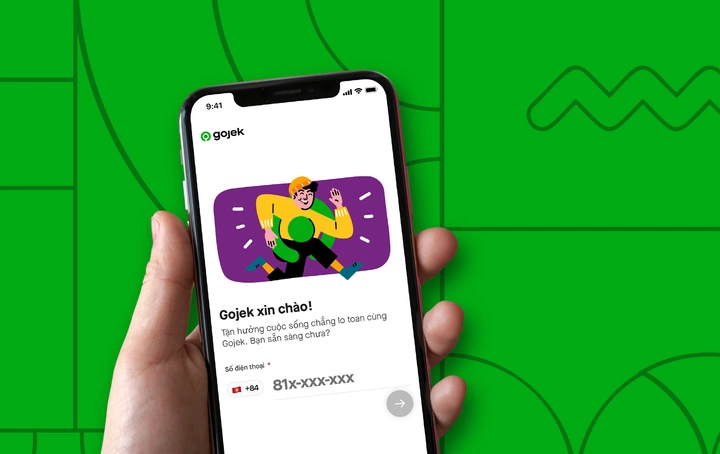 9:41
gojek
Gojek xin chào!
Tận hưởng cuộc sống chẳng lo toan cùng
Gojek. Bạn sẵn sàng chưa?
Số điện thoại *
+84
81x-xxx-xxx